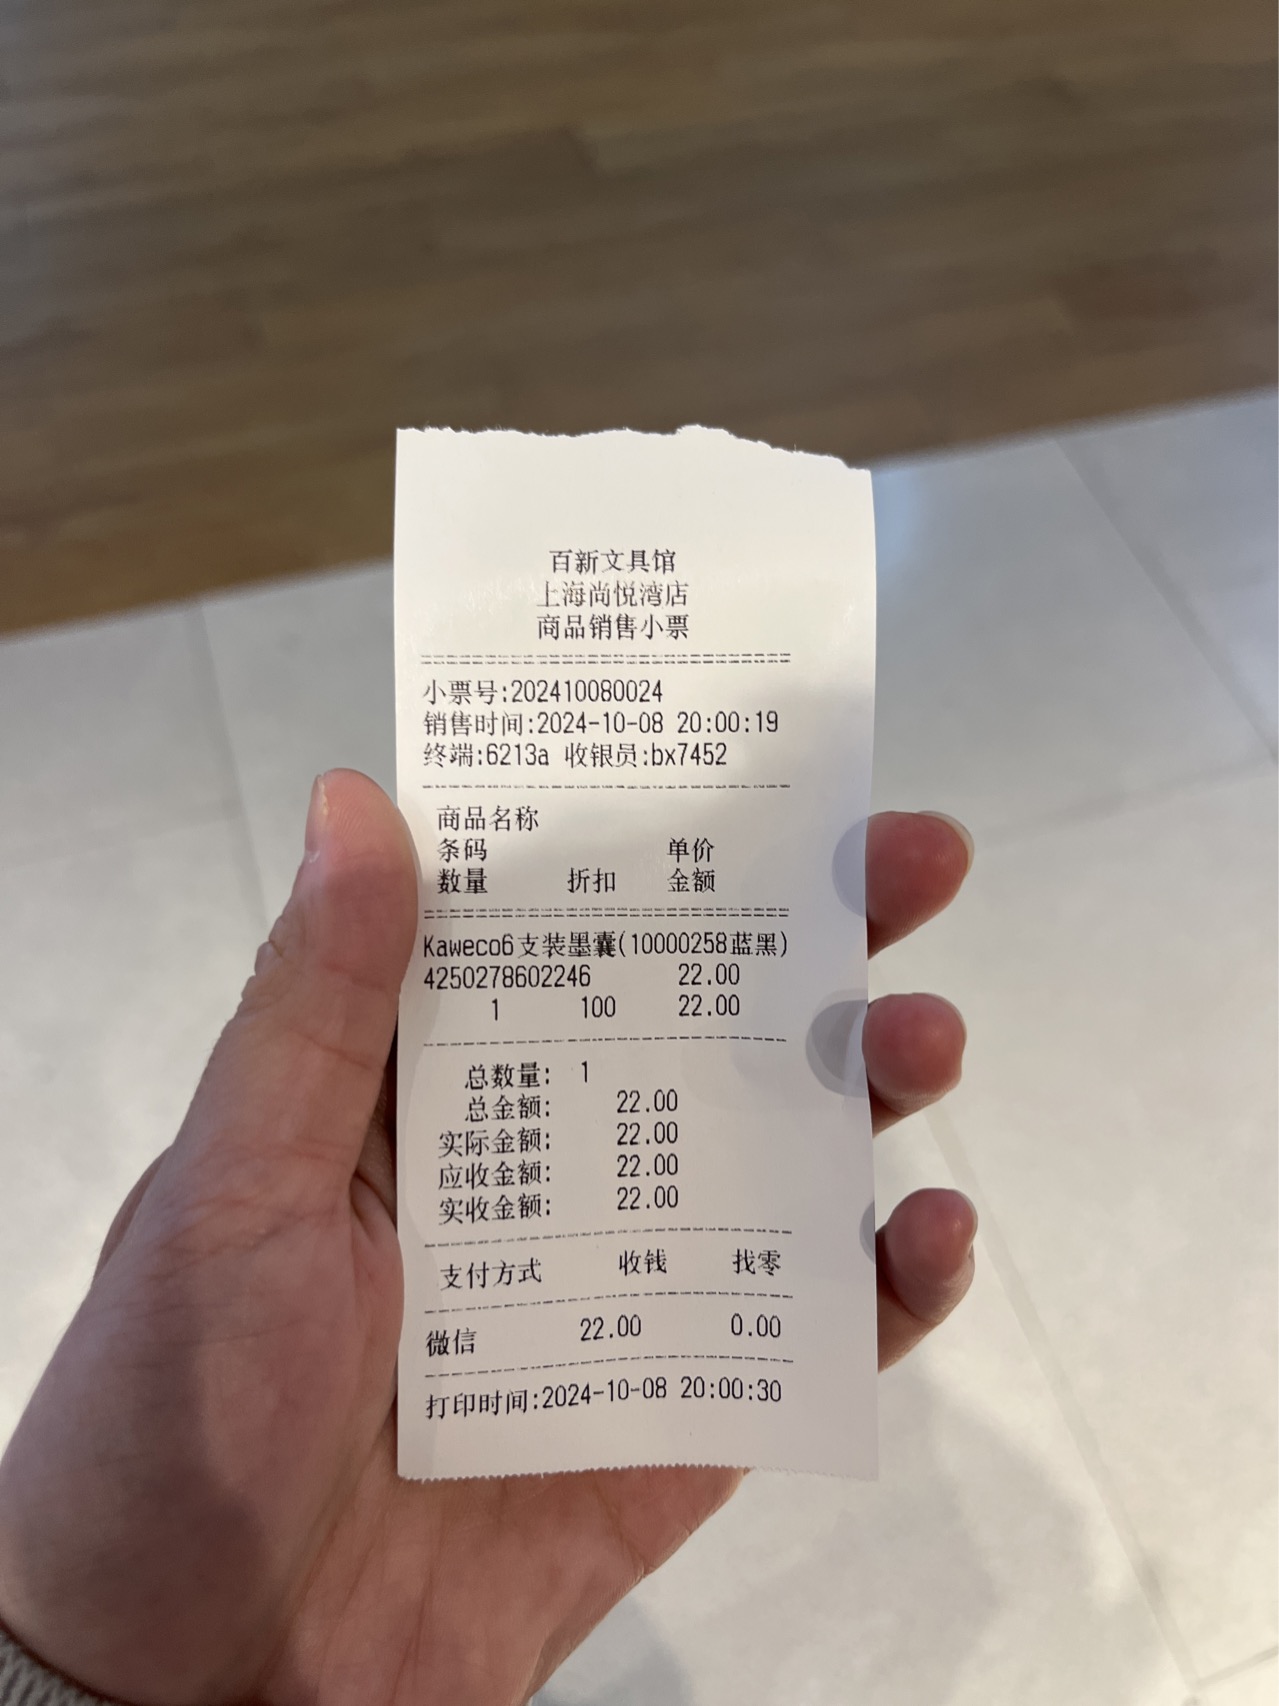 百新文具馆
上海尚悦湾店
商品销售小票
小票号:202410080024
销售时间:2024-10-08 20:00:19
终端:6213a 收银员:bx7452
商品名称
条码 单价
数量 折扣 金额
Kaweco6支装墨囊(10000258蓝黑)
4250278602246 22.00
1 100 22.00
总数量: 1
总金额: 22.00
实际金额: 22.00
应收金额: 22.00
实收金额: 22.00
支付方式 收钱 找零
微信 22.00 0.00
打印时间:2024-10-08 20:00:30